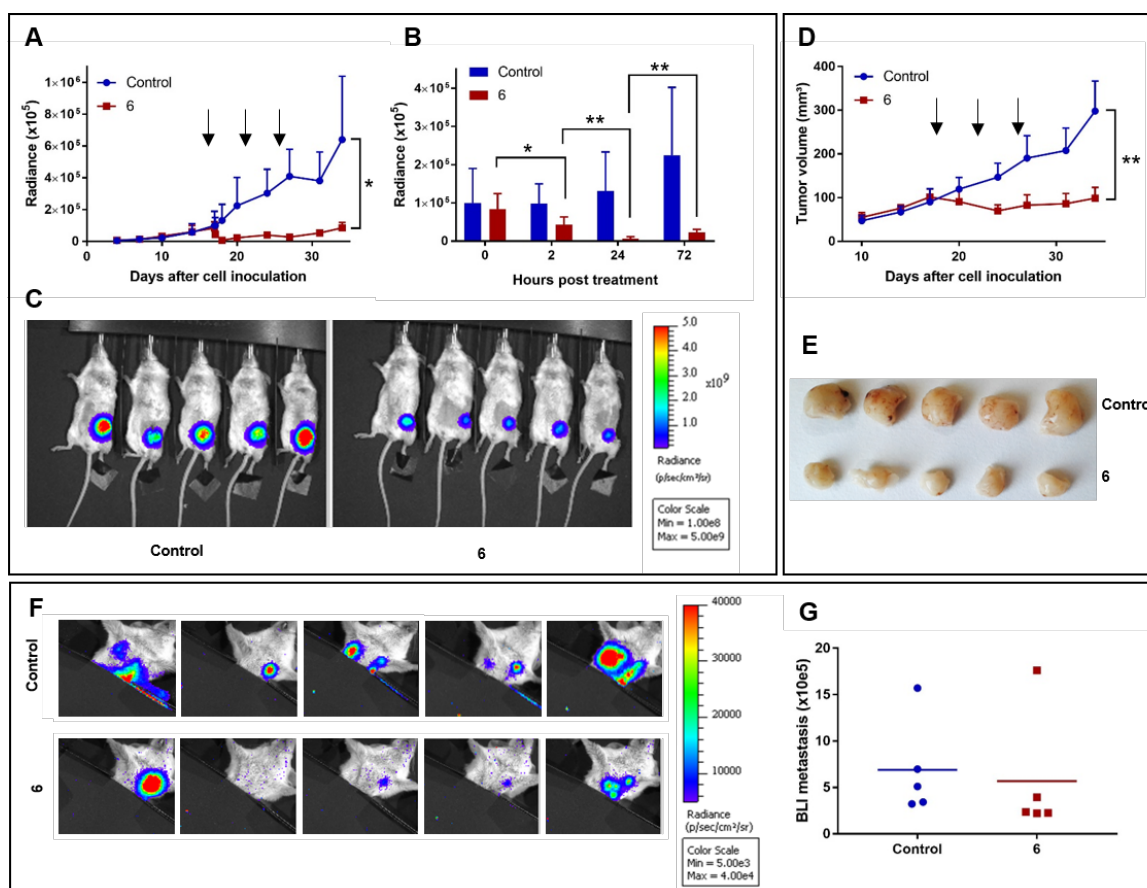 A
Radiance (x10⁵)
1×10⁶
8×10⁵
6×10⁵
4×10⁵
2×10⁵
0
Control
6
*
0
10
20
30
Days after cell inoculation
B
Radiance (x10⁵)
4×10⁵
3×10⁵
2×10⁵
1×10⁵
0
Control
6
*
**
**
0
2
24
72
Hours post treatment
C
5.0
4.0
3.0
2.0
1.0
x10⁹
Radiance
(p/sec/cm²/sr)
Color Scale
Min = 1.00e8
Max = 5.00e9
Control
6
D
Tumor volume (mm³)
400
300
200
100
0
Control
6
**
10
20
30
Days after cell inoculation
E
Control
6
F
Control
6
40000
30000
20000
10000
Radiance
(p/sec/cm²/sr)
Color Scale
Min = 5.00e3
Max = 4.00e4
G
BLI metastasis (x10e5)
20
15
10
5
0
Control
6